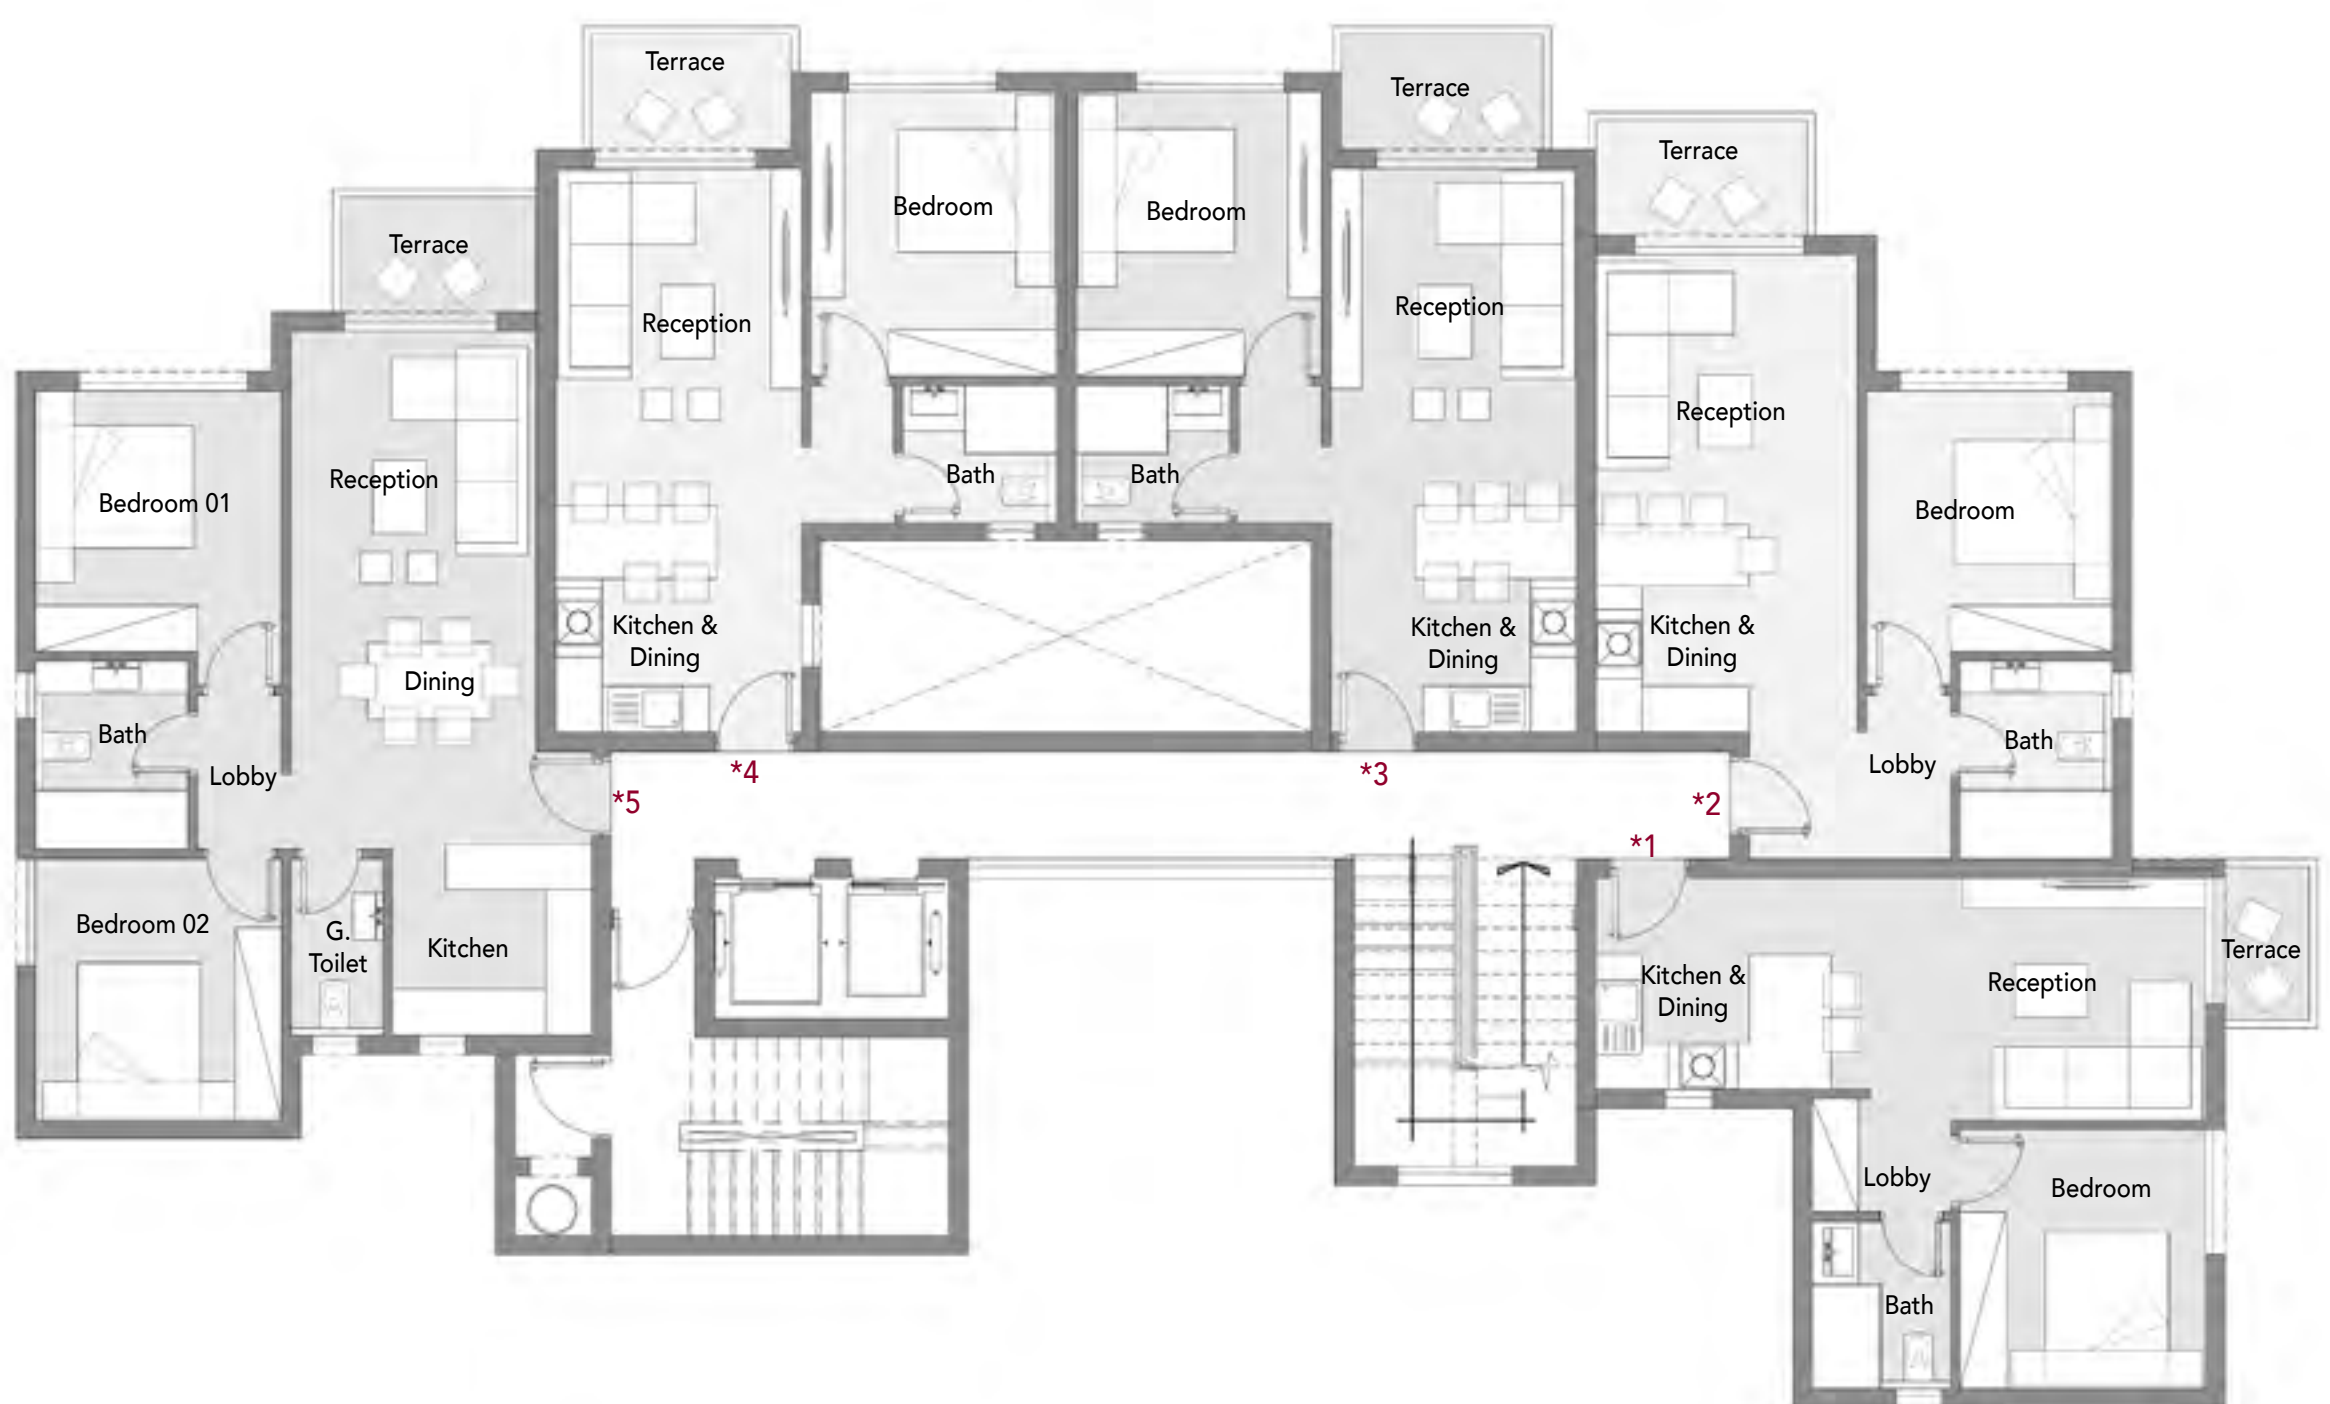 Terrace
Terrace
Terrace
Terrace
Bedroom
Bedroom
Reception
Reception
Reception
Reception
Bedroom 01
Bedroom
Bath
Bath
Kitchen &
Dining
Kitchen &
Dining
Kitchen &
Dining
Dining
Bath
Lobby
Bath
Lobby
*4
*3
*5
*2
*1
Bedroom 02
G.
Toilet
Kitchen
Kitchen &
Dining
Reception
Terrace
Lobby
Bedroom
Bath